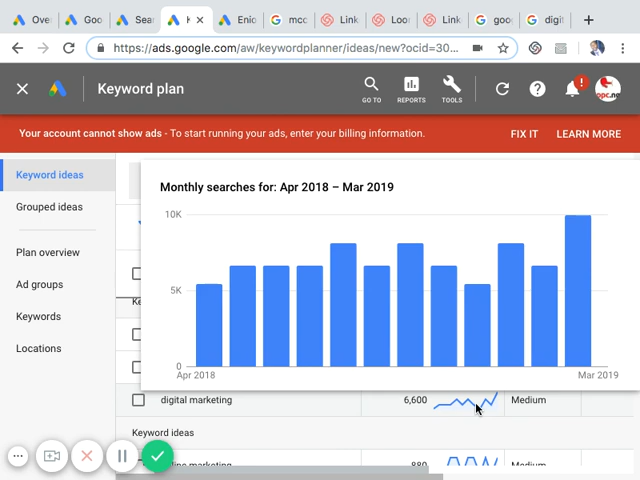 Ove
Goo
Sea
K
Enio
mcc
Link
Loo
Link
goo
digit
https://ads.google.com/aw/keywordplanner/ideas/new?ocid=30...
Keyword plan
GO TO
REPORTS
TOOLS
!
opc.ne
Your account cannot show ads - To start running your ads, enter your billing information.
FIX IT
LEARN MORE
Keyword ideas
Grouped ideas
Plan overview
Ad groups
Keywords
Locations
Monthly searches for: Apr 2018 – Mar 2019
10K
5K
0
Apr 2018
Mar 2019
Ke
digital marketing
6,600
Medium
Keyword ideas
880
Medium